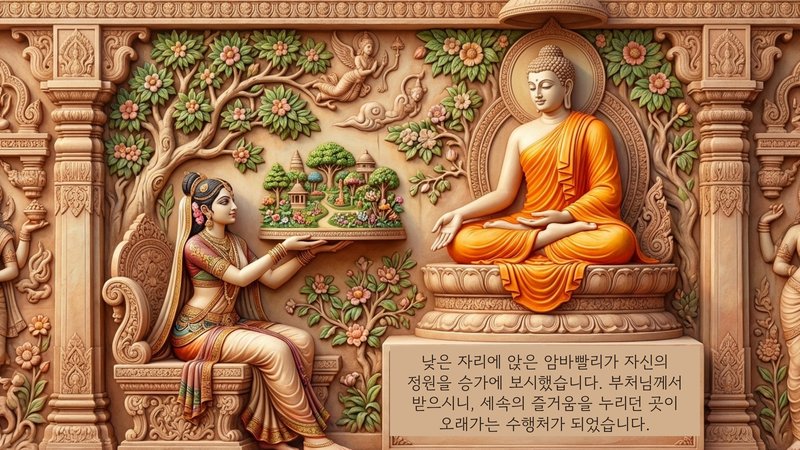 낮은 자리에 앉은 암바빨리가 자신의
정원을 승가에 보시했습니다. 부처님께서
받으시니, 세속의 즐거움을 누리던 곳이
오래가는 수행처가 되었습니다.